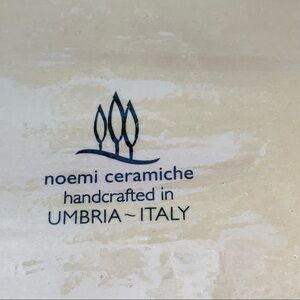 noemi ceramiche
handcrafted in
UMBRIA ~ ITALY